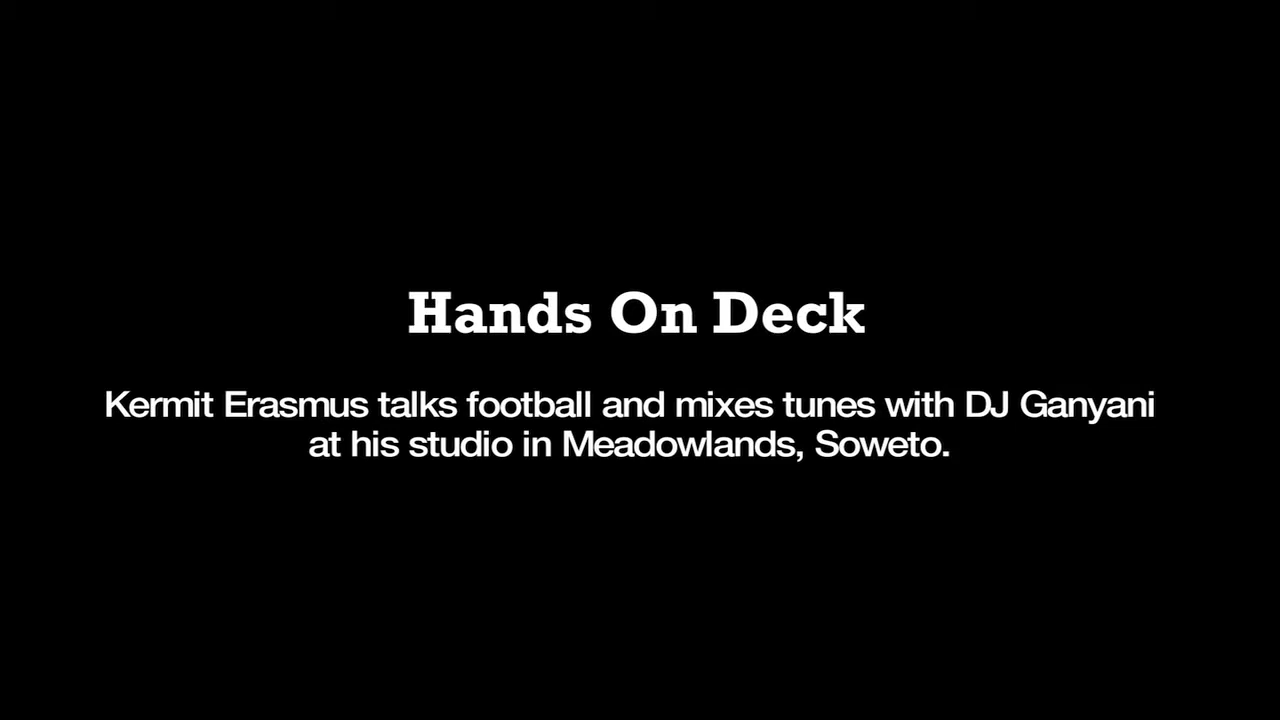 Hands On Deck
Kermit Erasmus talks football and mixes tunes with DJ Ganyani
at his studio in Meadowlands, Soweto.